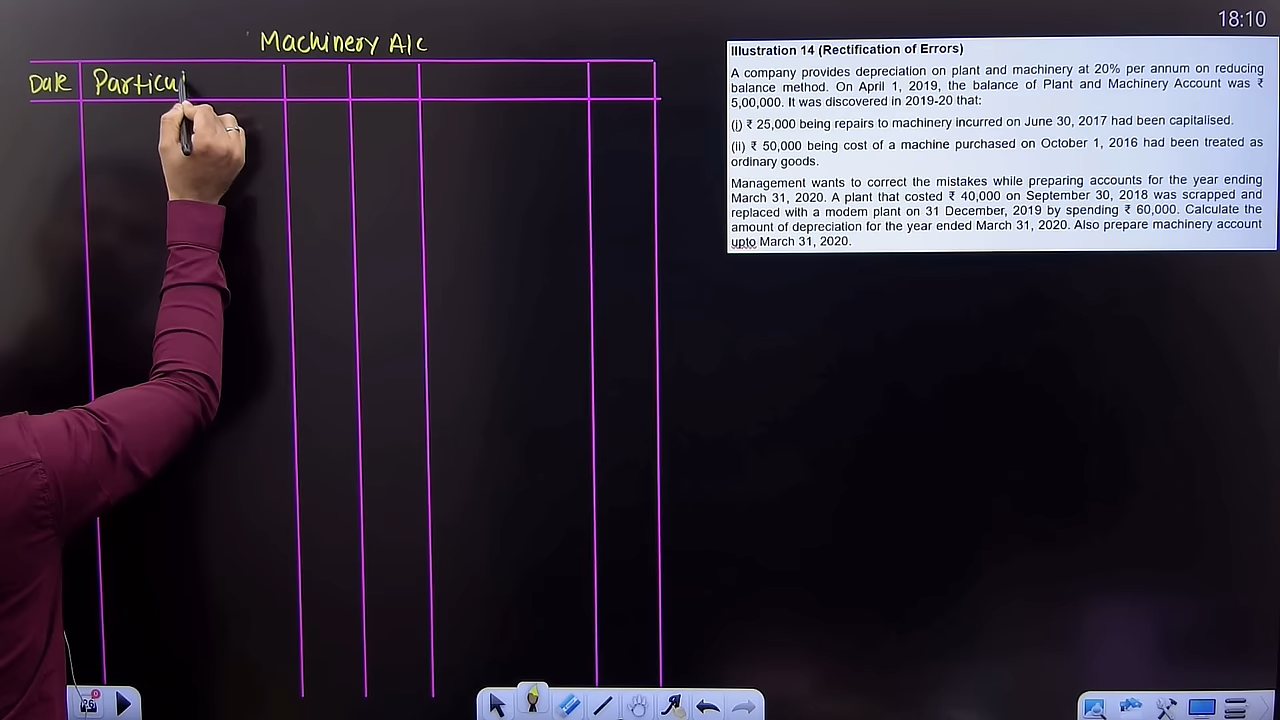 18:10
Machinery A/c
Date Particu
Illustration 14 (Rectification of Errors)
A company provides depreciation on plant and machinery at 20% per annum on reducing
balance method. On April 1, 2019, the balance of Plant and Machinery Account was ₹
5,00,000. It was discovered in 2019-20 that:
(i) ₹ 25,000 being repairs to machinery incurred on June 30, 2017 had been capitalised.
(ii) ₹ 50,000 being cost of a machine purchased on October 1, 2016 had been treated as
ordinary goods.
Management wants to correct the mistakes while preparing accounts for the year ending
March 31, 2020. A plant that costed ₹ 40,000 on September 30, 2018 was scrapped and
replaced with a modern plant on 31 December, 2019 by spending ₹ 60,000. Calculate the
amount of depreciation for the year ended March 31, 2020. Also prepare machinery account
upto March 31, 2020.